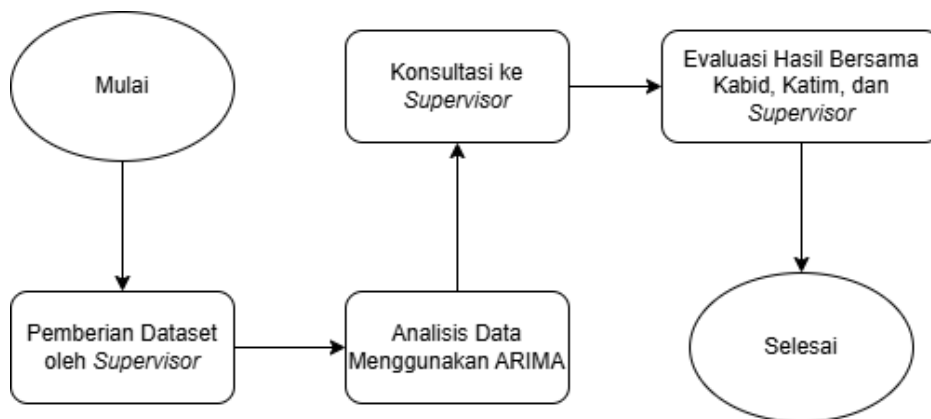 Mulai
Pemberian Dataset
oleh Supervisor
Analisis Data
Menggunakan ARIMA
Konsultasi ke
Supervisor
Evaluasi Hasil Bersama
Kabid, Katim, dan
Supervisor
Selesai